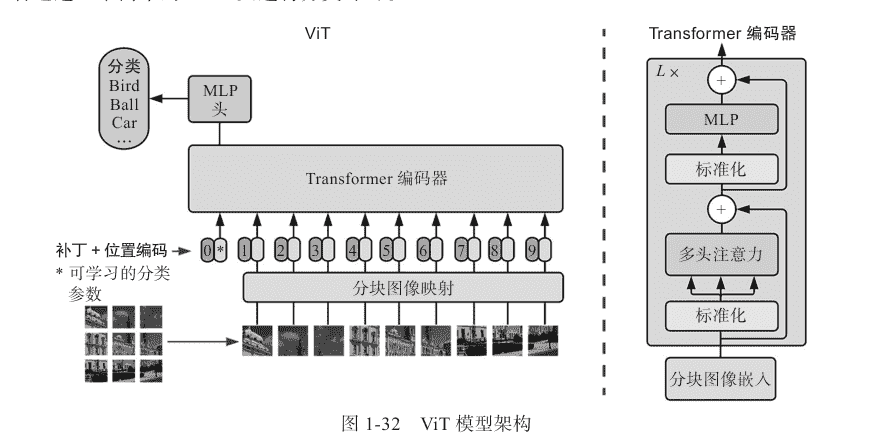 ViT
分类
Bird
Ball
Car
…
MLP
头
Transformer 编码器
补丁 + 位置编码
0 * 1 2 3 4 5 6 7 8 9
* 可学习的分类
参数
分块图像映射
Transformer 编码器
L ×
+
MLP
标准化
+
多头注意力
标准化
分块图像嵌入
图 1-32 ViT 模型架构